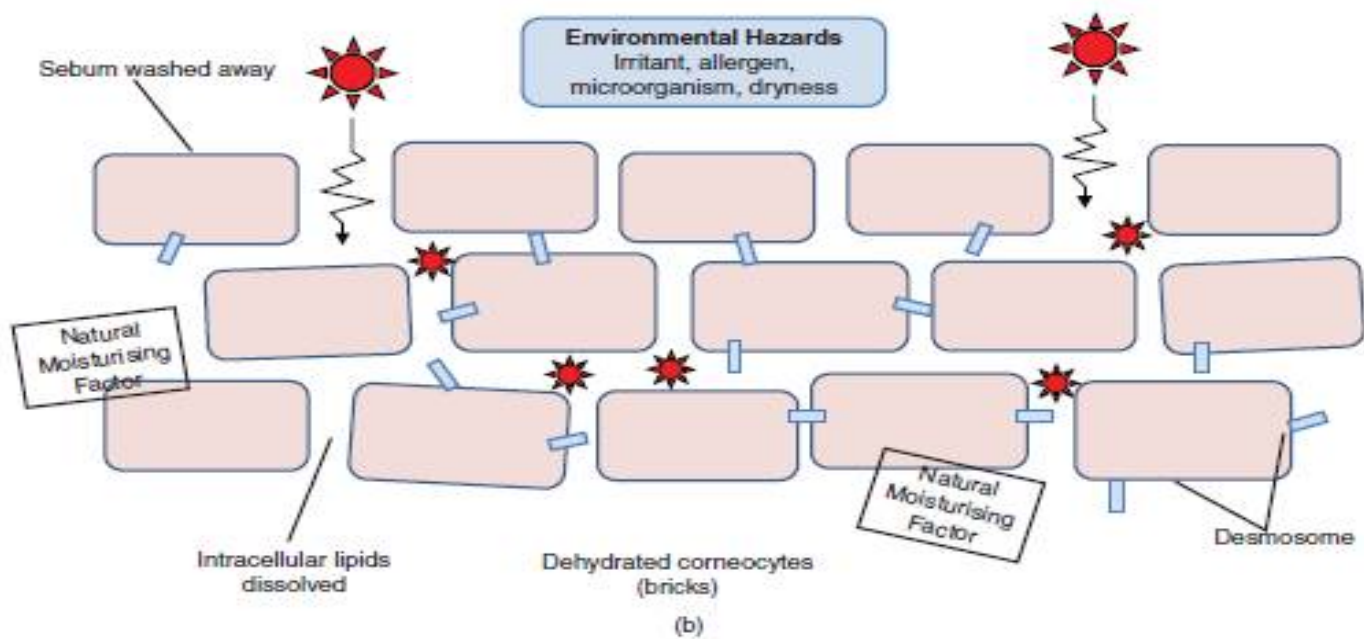 Environmental Hazards
Irritant, allergen,
microorganism, dryness
Sebum washed away
Natural
Moisturising
Factor
Natural
Moisturising
Factor
Intracellular lipids
dissolved
Dehydrated corneocytes
(bricks)
Desmosome
(b)